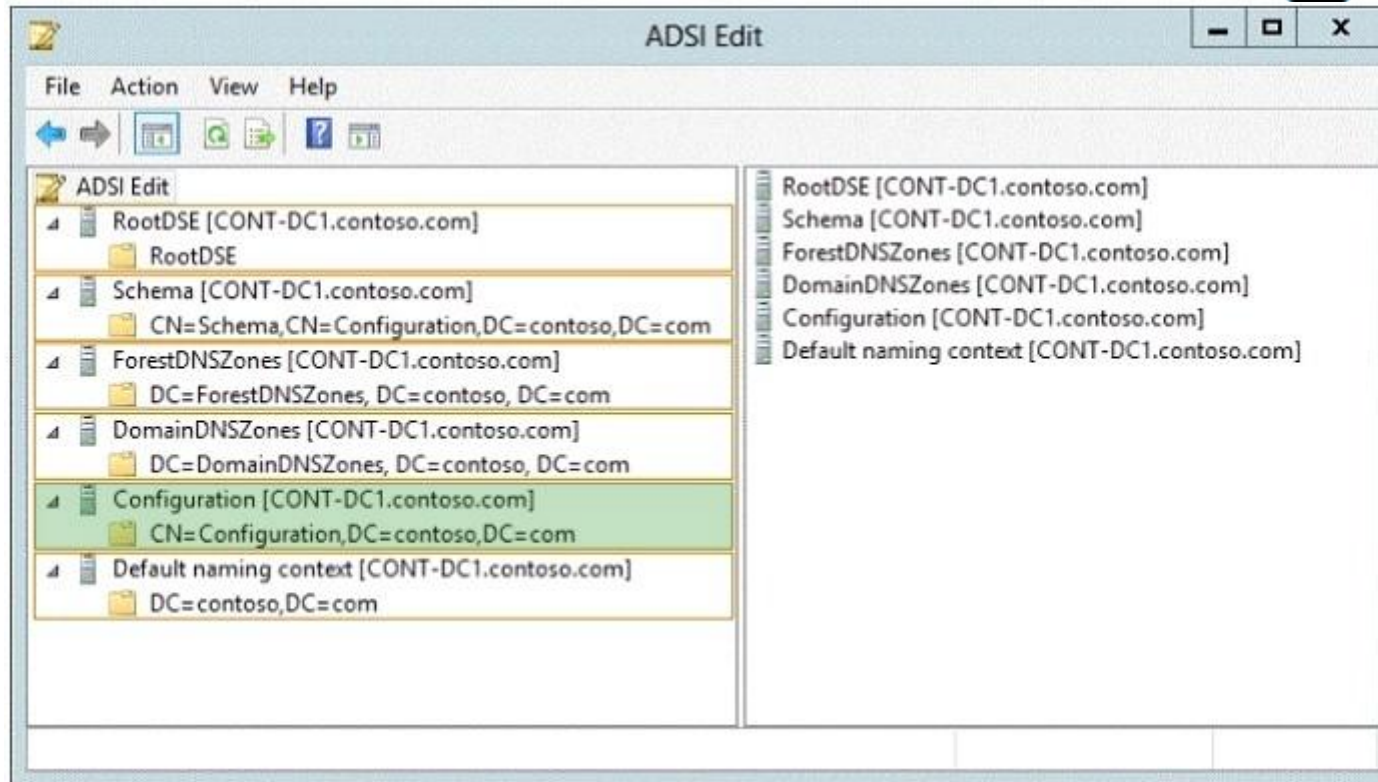 ADSI Edit
File Action View Help
ADSI Edit
RootDSE [CONT-DC1.contoso.com]
RootDSE
Schema [CONT-DC1.contoso.com]
CN=Schema,CN=Configuration,DC=contoso,DC=com
ForestDNSZones [CONT-DC1.contoso.com]
DC=ForestDNSZones, DC=contoso, DC=com
DomainDNSZones [CONT-DC1.contoso.com]
DC=DomainDNSZones, DC=contoso, DC=com
Configuration [CONT-DC1.contoso.com]
CN=Configuration,DC=contoso,DC=com
Default naming context [CONT-DC1.contoso.com]
DC=contoso,DC=com
RootDSE [CONT-DC1.contoso.com]
Schema [CONT-DC1.contoso.com]
ForestDNSZones [CONT-DC1.contoso.com]
DomainDNSZones [CONT-DC1.contoso.com]
Configuration [CONT-DC1.contoso.com]
Default naming context [CONT-DC1.contoso.com]